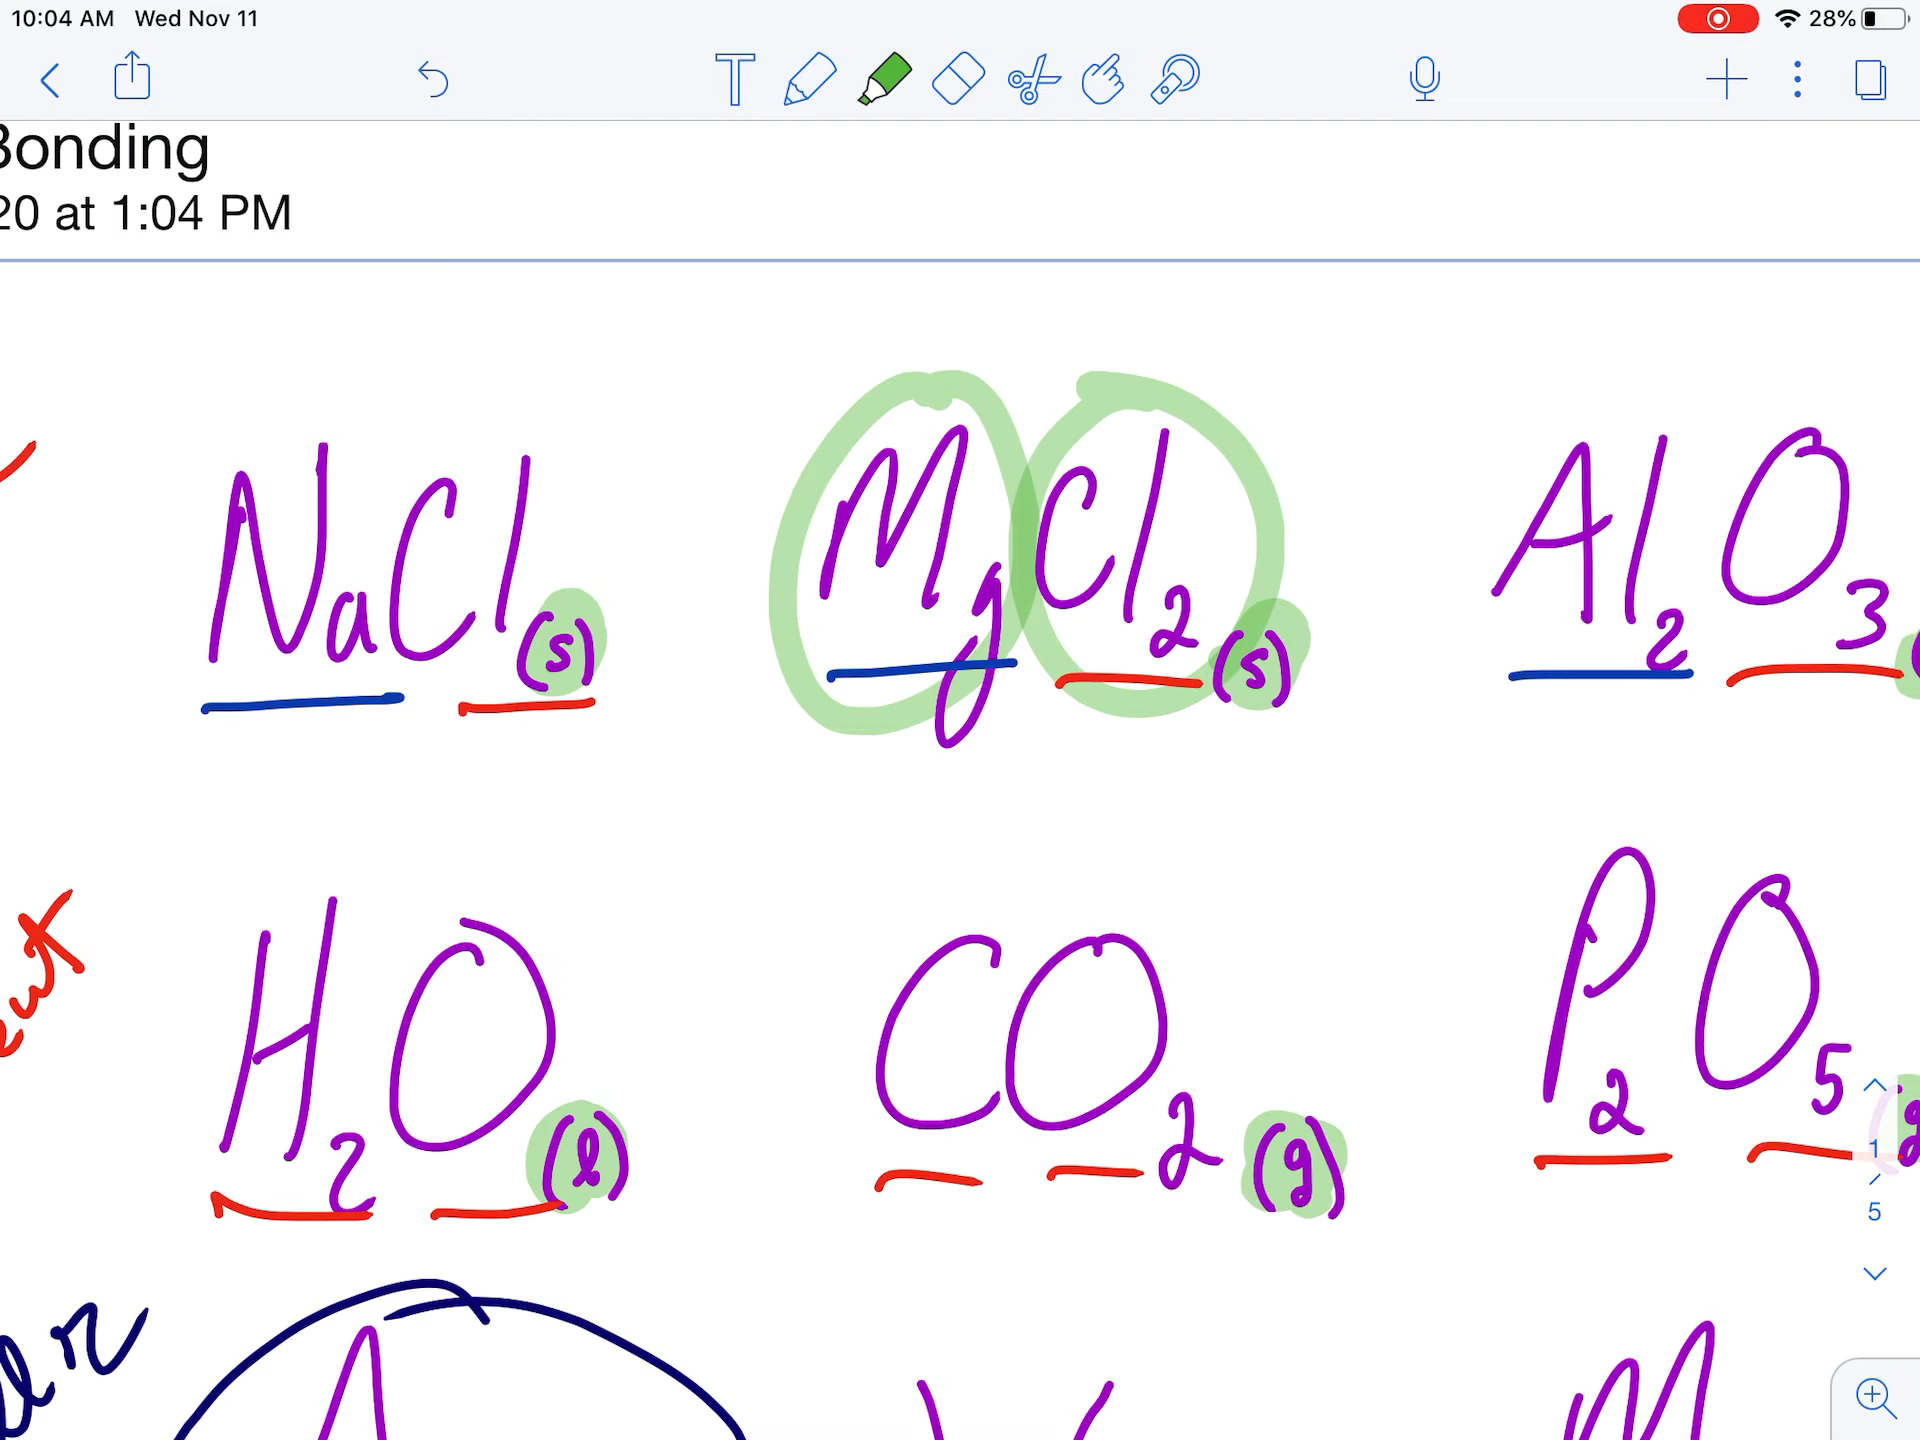 10:04 AM Wed Nov 11 28%
Bonding
20 at 1:04 PM
NaCl(s) MgCl2(s) Al2O3
H2O(l) CO2(g) P2O5(g
1
5